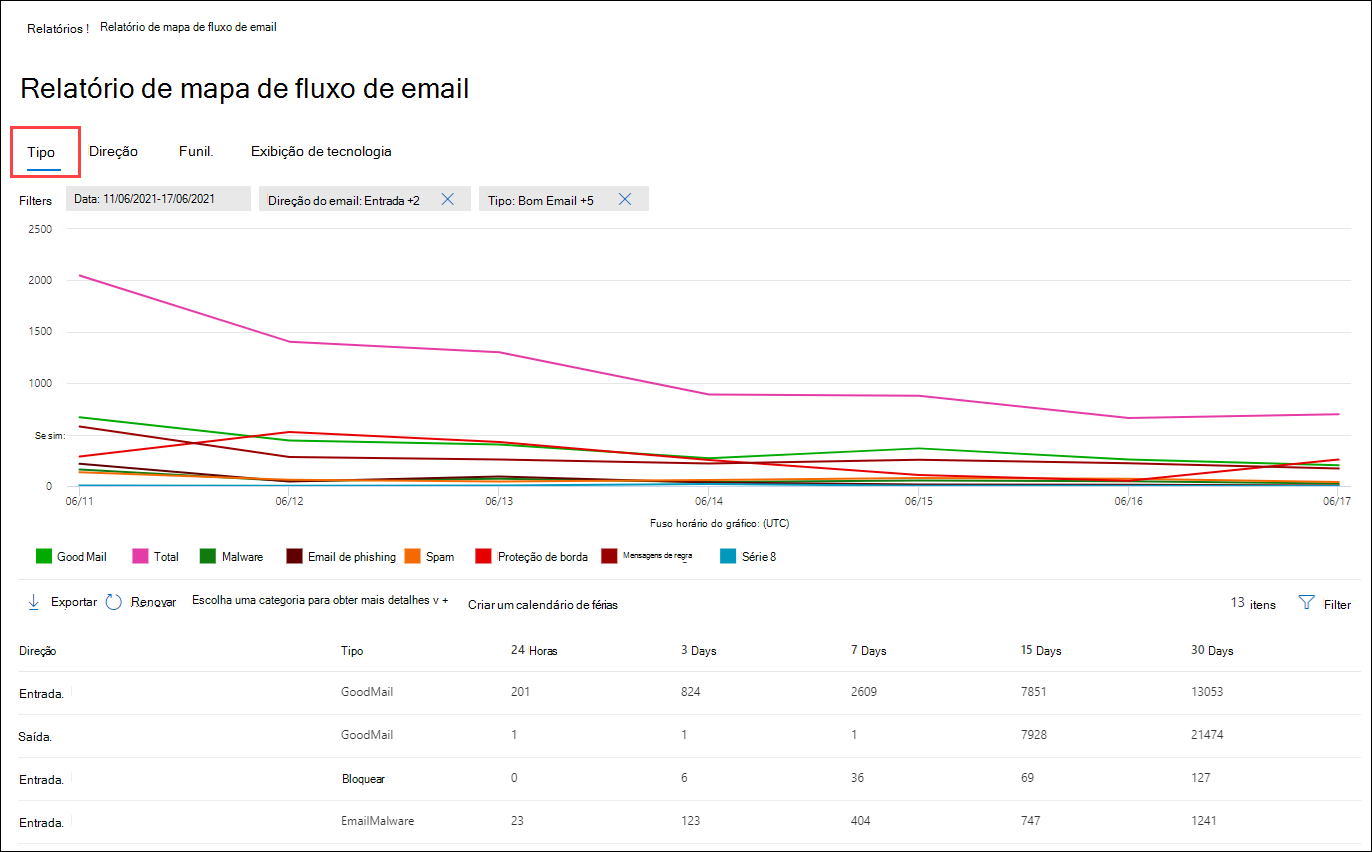 Relatórios ! Relatório de mapa de fluxo de email
Relatório de mapa de fluxo de email
Tipo Direção Funil. Exibição de tecnologia
Filters Data: 11/06/2021-17/06/2021 Direção do email: Entrada +2 Tipo: Bom Email +5
2500
2000
1500
1000
Se sim:
0
06/11 06/12 06/13 06/14 06/15 06/16 06/17
Fuso horário do gráfico: (UTC)
Good Mail Total Malware Email de phishing Spam Proteção de borda Mensagens de regra Série 8
Exportar Renovar Escolha uma categoria para obter mais detalhes v + Criar um calendário de férias 13 itens Filter
Direção Tipo 24 Horas 3 Days 7 Days 15 Days 30 Days
Entrada. GoodMail 201 824 2609 7851 13053
Saída. GoodMail 1 1 1 7928 21474
Entrada. Bloquear 0 6 36 69 127
Entrada. EmailMalware 23 123 404 747 1241